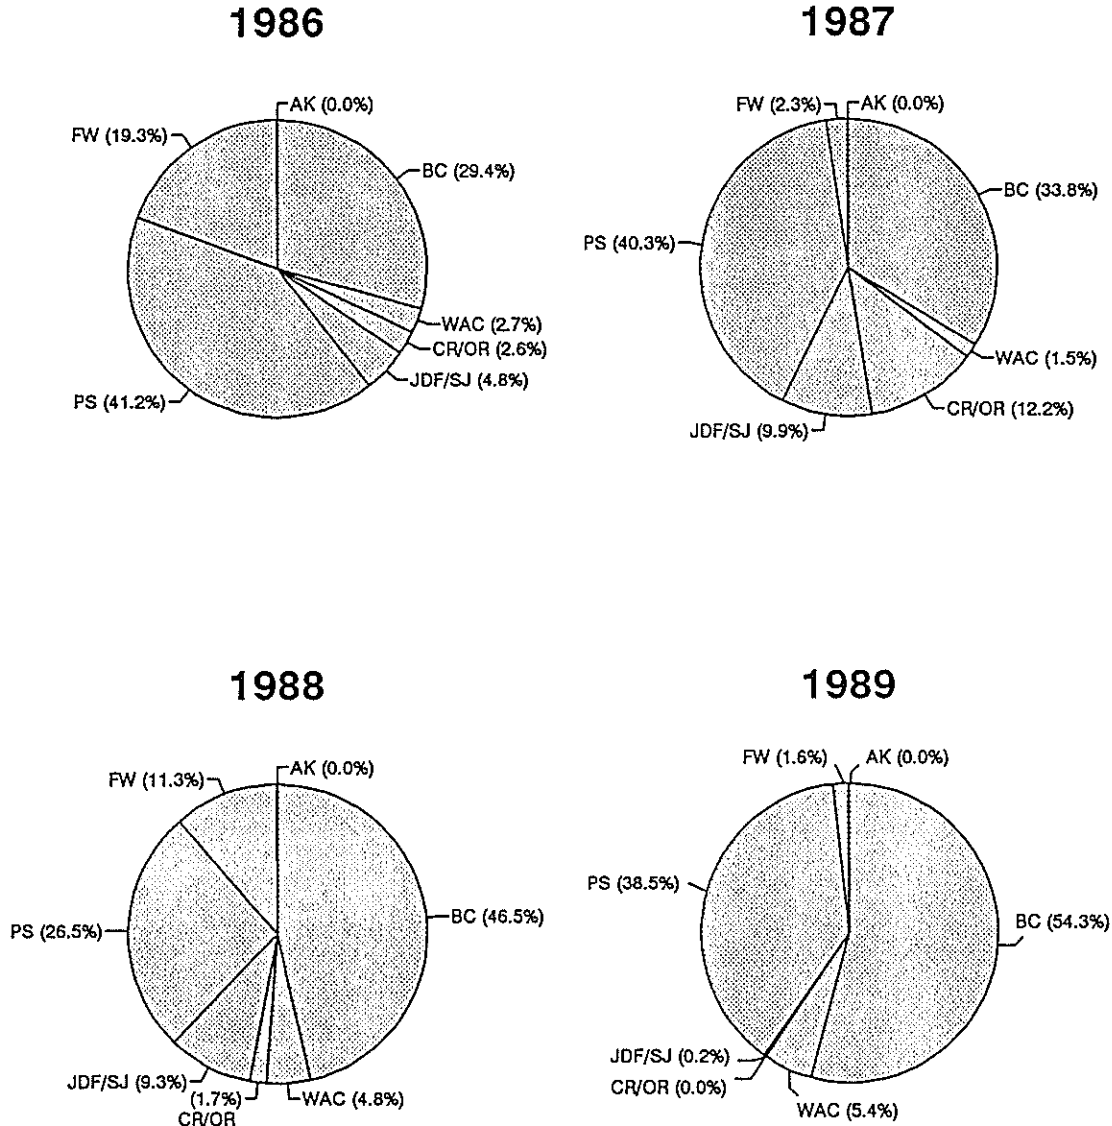 1986
AK (0.0%)
FW (19.3%)
BC (29.4%)
WAC (2.7%)
CR/OR (2.6%)
JDF/SJ (4.8%)
PS (41.2%)
1987
FW (2.3%)
AK (0.0%)
BC (33.8%)
PS (40.3%)
WAC (1.5%)
CR/OR (12.2%)
JDF/SJ (9.9%)
1988
AK (0.0%)
FW (11.3%)
BC (46.5%)
PS (26.5%)
JDF/SJ (9.3%)
(1.7%)
CR/OR
WAC (4.8%)
1989
FW (1.6%)
AK (0.0%)
PS (38.5%)
BC (54.3%)
JDF/SJ (0.2%)
CR/OR (0.0%)
WAC (5.4%)